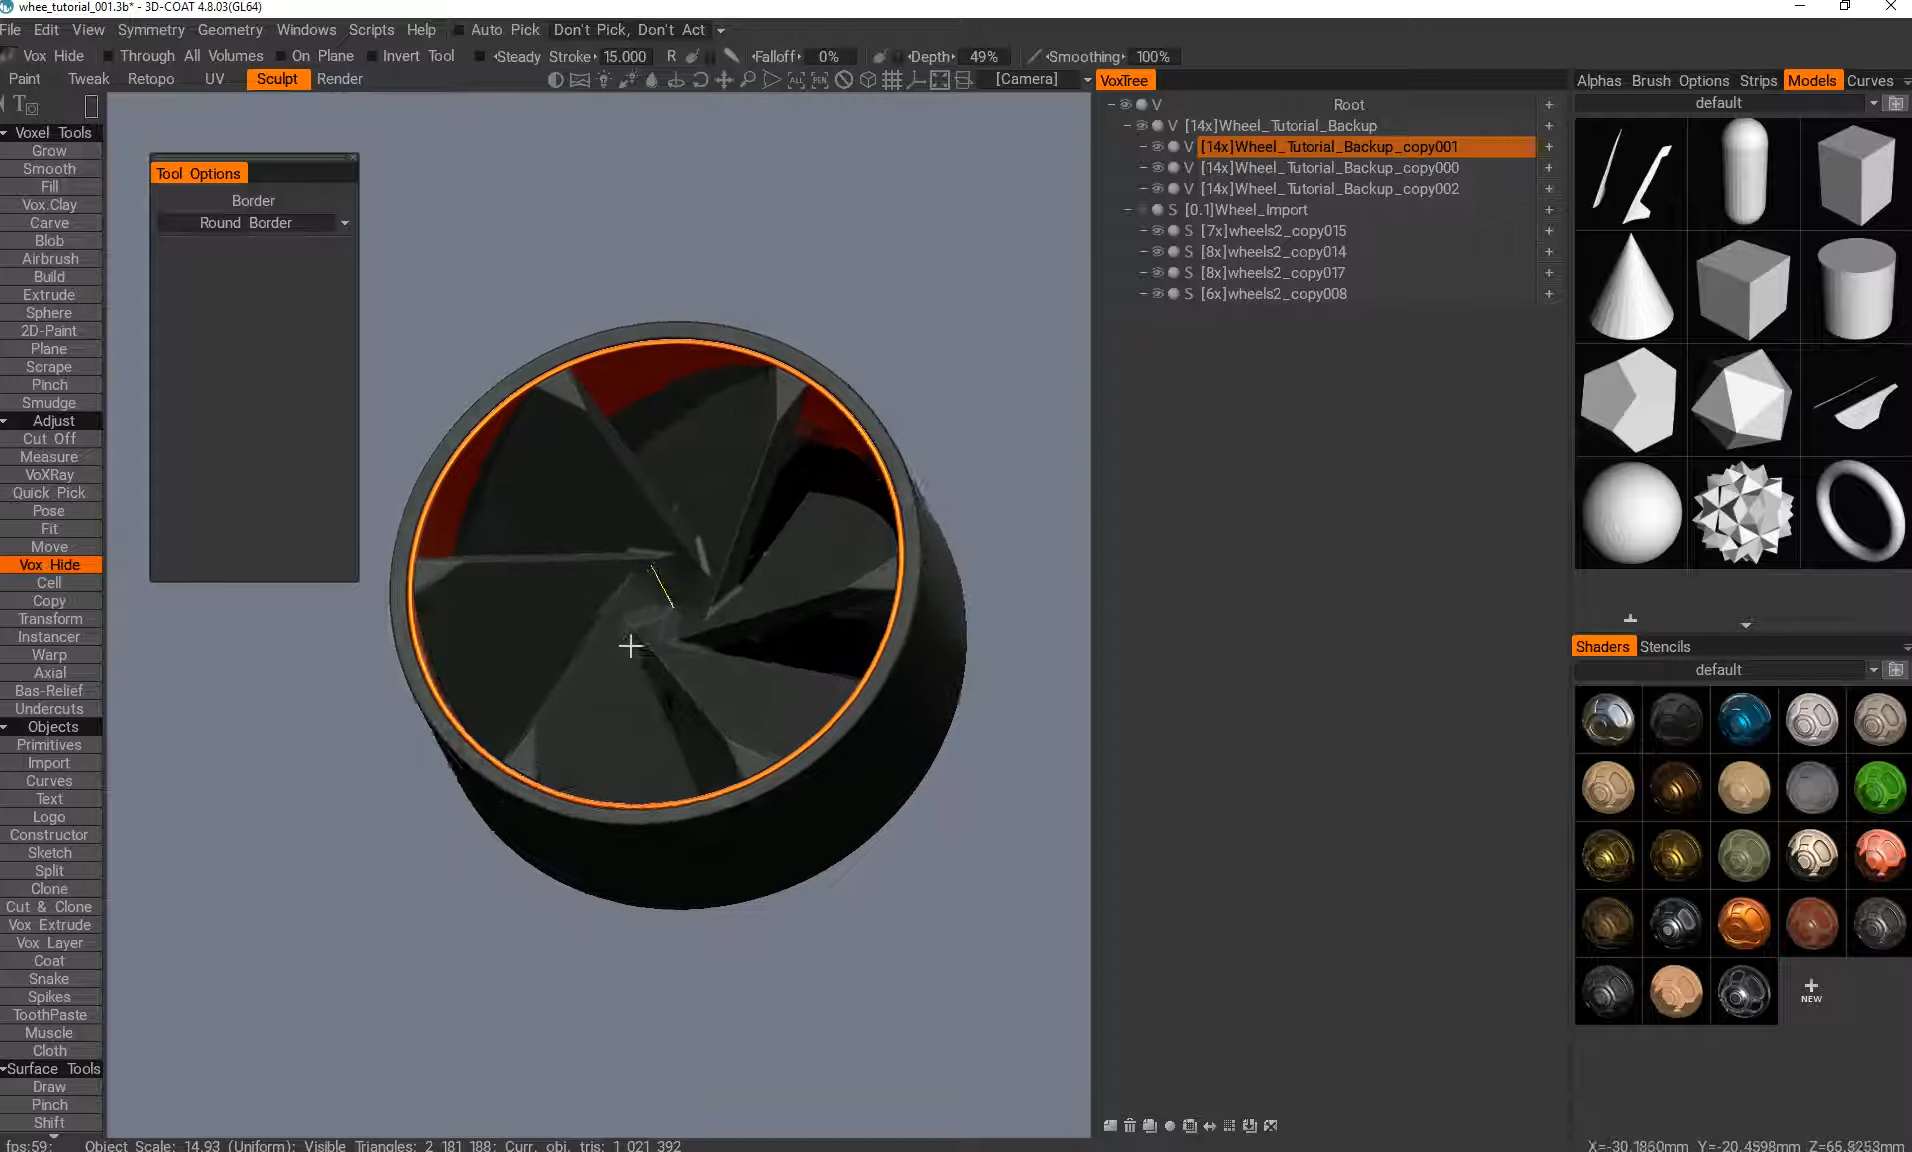 whee_tutorial_001.3b* - 3D-COAT 4.8.03(GL64)
File Edit View Symmetry Geometry Windows Scripts Help Auto Pick Don't Pick, Don't Act
Vox Hide Through All Volumes On Plane Invert Tool Steady Stroke 15.000 R Falloff 0% Depth 49% Smoothing 100%
Paint Tweak Retopo UV Sculpt Render [Camera]
Voxel Tools
Grow
Smooth
Fill
Vox.Clay
Carve
Blob
Airbrush
Build
Extrude
Sphere
2D-Paint
Plane
Scrape
Pinch
Smudge
Adjust
Cut Off
Measure
VoXRay
Quick Pick
Pose
Fit
Move
Vox Hide
Cell
Copy
Transform
Instancer
Warp
Axial
Bas-Relief
Undercuts
Objects
Primitives
Import
Curves
Text
Logo
Constructor
Sketch
Split
Clone
Cut & Clone
Vox Extrude
Vox Layer
Coat
Snake
Spikes
ToothPaste
Muscle
Cloth
Surface Tools
Draw
Pinch
Shift
Tool Options
Border
Round Border
VoxTree
V Root +
V [14x]Wheel_Tutorial_Backup +
V [14x]Wheel_Tutorial_Backup_copy001 +
V [14x]Wheel_Tutorial_Backup_copy000 +
V [14x]Wheel_Tutorial_Backup_copy002 +
S [0.1]Wheel_Import +
S [7x]wheels2_copy015 +
S [8x]wheels2_copy014 +
S [8x]wheels2_copy017 +
S [6x]wheels2_copy008 +
Alphas Brush Options Strips Models Curves
default
Shaders Stencils
default
NEW
fps:59: Object Scale: 14.93 (Uniform); Visible Triangles: 2 181 188; Curr. obj. tris: 1 021 392
X=-30.1860mm Y=-20.4598mm Z=65.5253mm